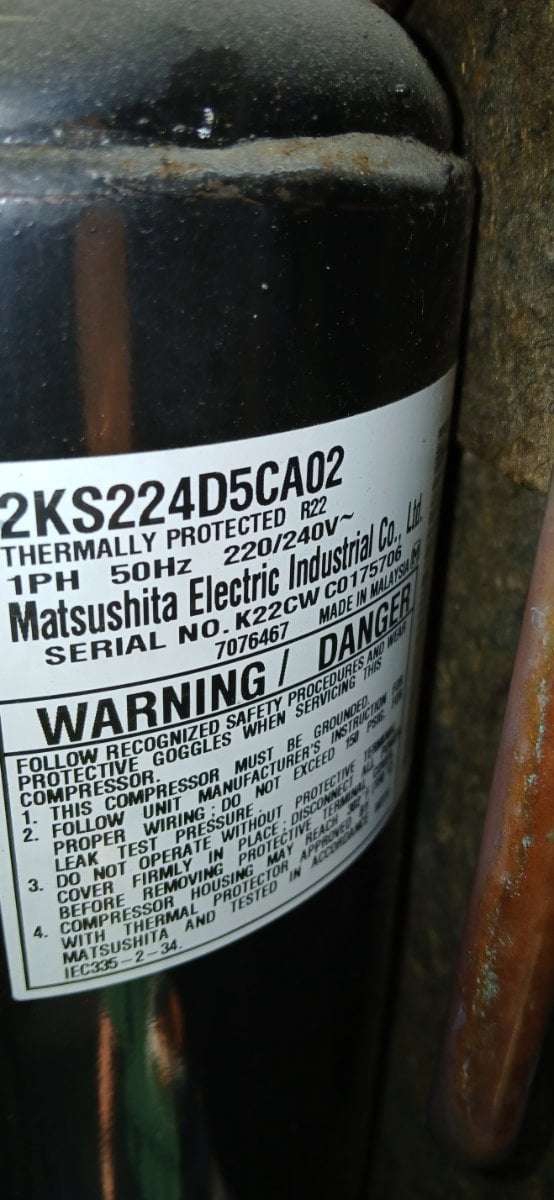 2KS224D5CA02
THERMALLY PROTECTED R22
1PH 50Hz 220/240V~
Matsushita Electric Industrial Co., Ltd.
SERIAL NO. K22CW C0175706
7076467 MADE IN MALAYSIA
WARNING / DANGER
FOLLOW RECOGNIZED SAFETY PROCEDURES AND WEAR
PROTECTIVE GOGGLES WHEN SERVICING THIS
COMPRESSOR.
1. THIS COMPRESSOR MUST BE GROUNDED.
2. FOLLOW UNIT MANUFACTURER'S INSTRUCTION FOR
PROPER WIRING: DO NOT EXCEED 150 PSIG. FOR
LEAK TEST PRESSURE.
3. DO NOT OPERATE WITHOUT PROTECTIVE TERMINAL
COVER FIRMLY IN PLACE: DISCONNECT ALL
BEFORE REMOVING PROTECTIVE TERMINAL
4. COMPRESSOR HOUSING MAY REACH
WITH THERMAL PROTECTOR APPROVED BY
MATSUSHITA AND TESTED IN ACCORDANCE
IEC335-2-34.